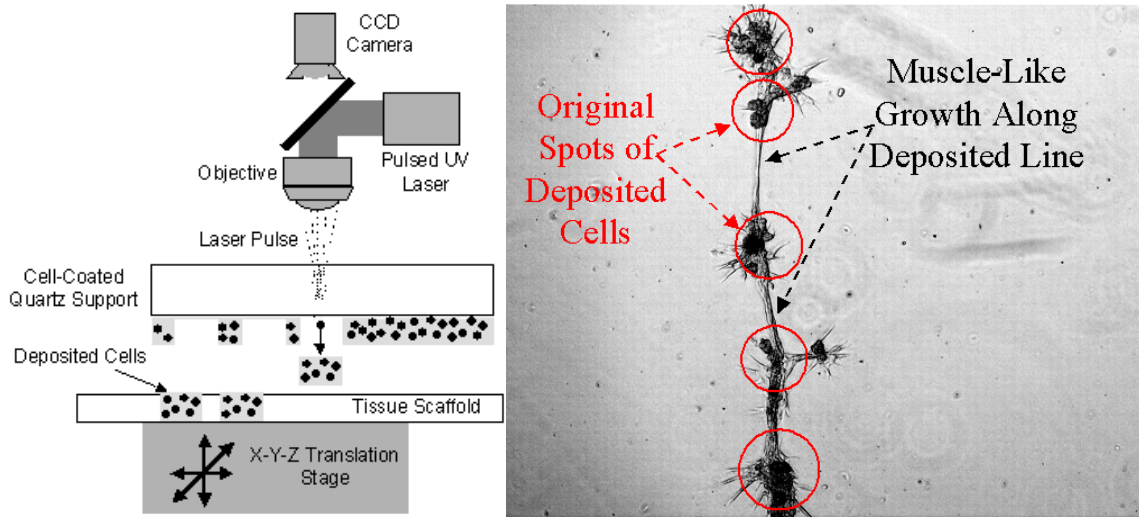 CCD
Camera
Pulsed UV
Laser
Objective
Laser Pulse
Cell-Coated
Quartz Support
Deposited Cells
Tissue Scaffold
X-Y-Z Translation
Stage
Original
Spots of
Deposited
Cells
Muscle-Like
Growth Along
Deposited Line